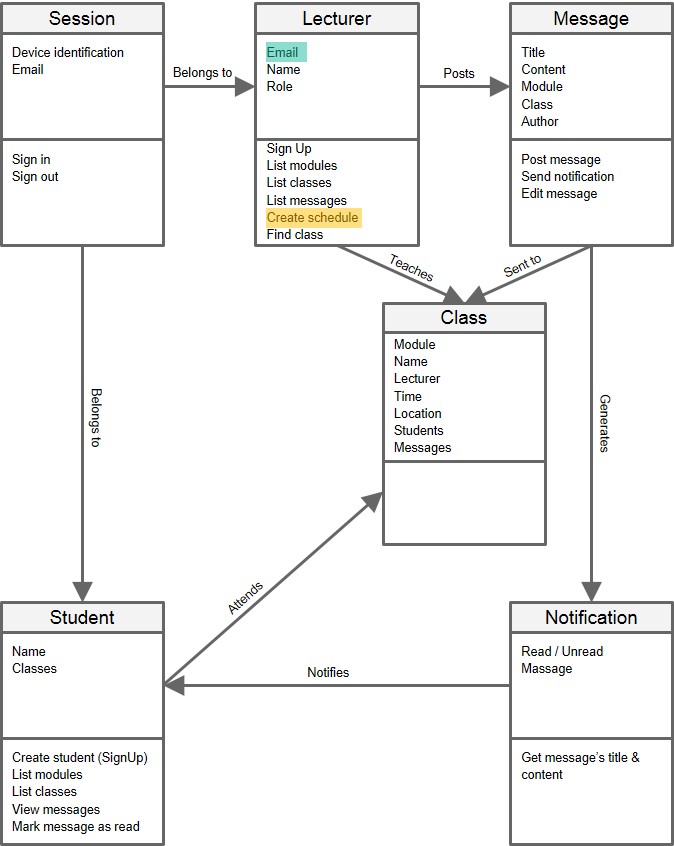 Session
Device identification
Email
Sign in
Sign out
Belongs to
Lecturer
Email
Name
Role
Sign Up
List modules
List classes
List messages
Create schedule
Find class
Posts
Message
Title
Content
Module
Class
Author
Post message
Send notification
Edit message
Teaches
Sent to
Class
Module
Name
Lecturer
Time
Location
Students
Messages
Belongs to
Generates
Attends
Student
Name
Classes
Create student (SignUp)
List modules
List classes
View messages
Mark message as read
Notifies
Notification
Read / Unread
Massage
Get message's title &
content